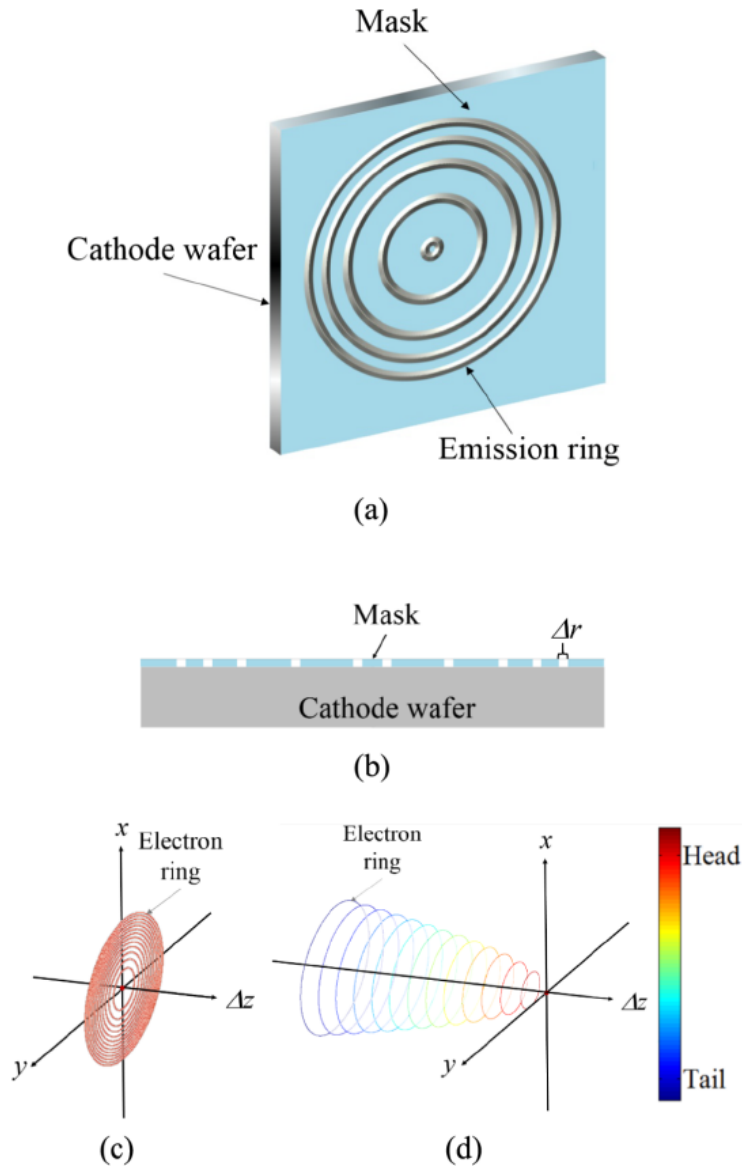 Mask
Cathode wafer
Emission ring
(a)
Mask
Δr
Cathode wafer
(b)
x
Electron
ring
Δz
y
(c)
Electron
ring
x
Δz
y
(d)
Head
Tail